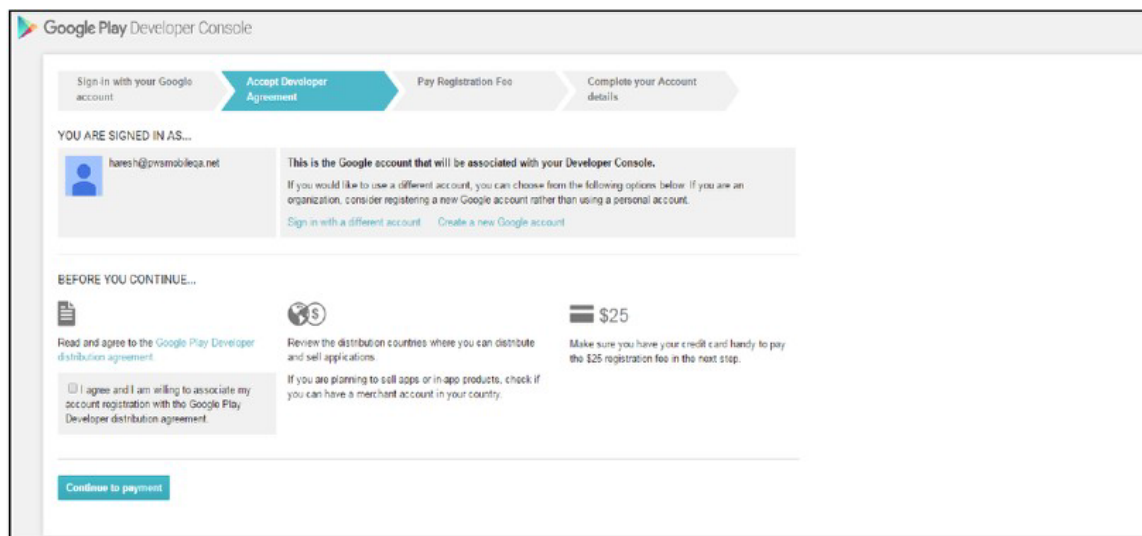 Google Play Developer Console
Sign-in with your Google
account
Accept Developer
Agreement
Pay Registration Fee
Complete your Account
details
YOU ARE SIGNED IN AS...
haresh@pwsmobileqa.net
This is the Google account that will be associated with your Developer Console.
If you would like to use a different account, you can choose from the following options below. If you are an
organization, consider registering a new Google account rather than using a personal account.
Sign in with a different account Create a new Google account
BEFORE YOU CONTINUE...
Read and agree to the Google Play Developer
distribution agreement.
I agree and I am willing to associate my
account registration with the Google Play
Developer distribution agreement.
$
Review the distribution countries where you can distribute
and sell applications.
If you are planning to sell apps or in-app products, check if
you can have a merchant account in your country.
$25
Make sure you have your credit card handy to pay
the $25 registration fee in the next step.
Continue to payment